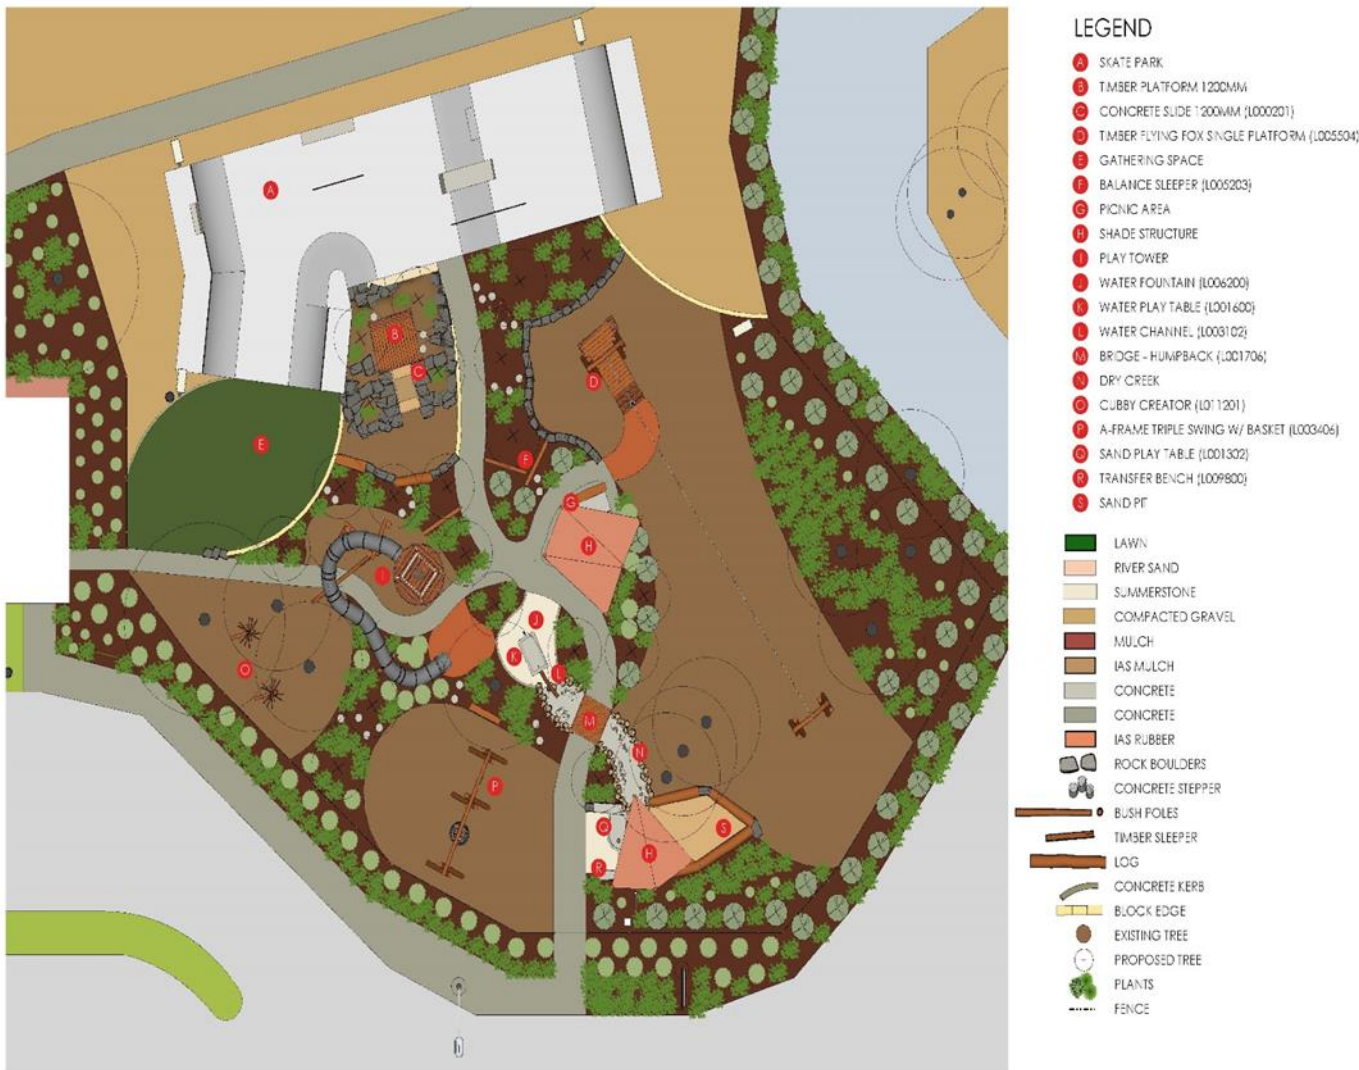 LEGEND
A SKATE PARK
B TIMBER PLATFORM 1200MM
C CONCRETE SLIDE 1200MM (L000201)
D TIMBER FLYING FOX SINGLE PLATFORM (L005504)
E GATHERING SPACE
F BALANCE SLEEPER (L005203)
G PICNIC AREA
H SHADE STRUCTURE
I PLAY TOWER
J WATER FOUNTAIN (L006200)
K WATER PLAY TABLE (L001600)
L WATER CHANNEL (L003102)
M BRIDGE - HUMPBACK (L001706)
N DRY CREEK
O CUBBY CREATOR (L011201)
P A-FRAME TRIPLE SWING W/ BASKET (L003406)
Q SAND PLAY TABLE (L001302)
R TRANSFER BENCH (L009800)
S SAND PIT
LAWN
RIVER SAND
SUMMERSTONE
COMPACTED GRAVEL
MULCH
IAS MULCH
CONCRETE
CONCRETE
IAS RUBBER
ROCK BOULDERS
CONCRETE STEPPER
BUSH POLES
TIMBER SLEEPER
LOG
CONCRETE KERB
BLOCK EDGE
EXISTING TREE
PROPOSED TREE
PLANTS
FENCE
A
B
C
D
E
F
G
H
I
J
K
L
O
M
N
P
Q
S
H
R